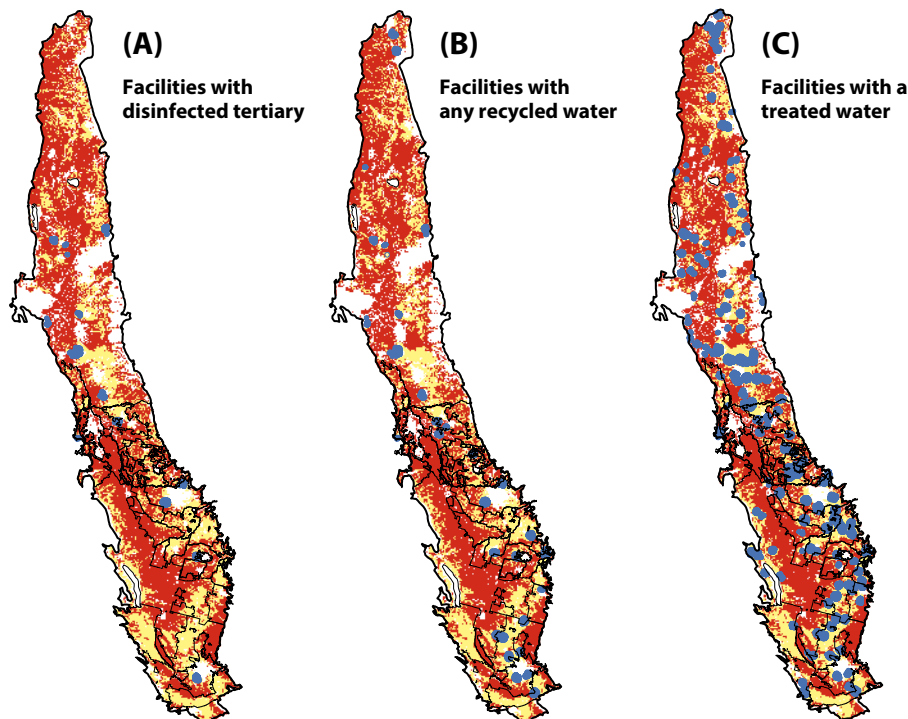 (A)
Facilities with
disinfected tertiary
(B)
Facilities with
any recycled water
(C)
Facilities with a
treated water